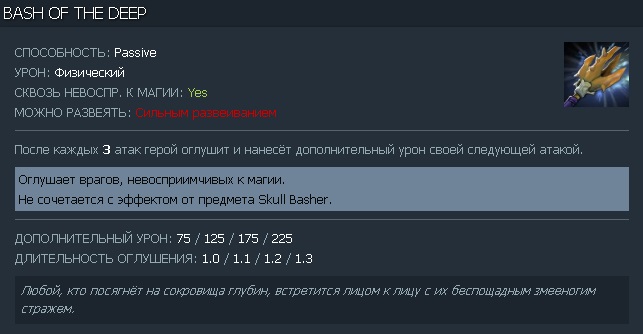 BASH OF THE DEEP
СПОСОБНОСТЬ: Passive
УРОН: Физический
СКВОЗЬ НЕВОСПР. К МАГИИ: Yes
МОЖНО РАЗВЕЯТЬ: Сильным развеиванием
После каждых 3 атак герой оглушит и нанесёт дополнительный урон своей следующей атакой.
Оглушает врагов, невосприимчивых к магии.
Не сочетается с эффектом от предмета Skull Basher.
ДОПОЛНИТЕЛЬНЫЙ УРОН: 75 / 125 / 175 / 225
ДЛИТЕЛЬНОСТЬ ОГЛУШЕНИЯ: 1.0 / 1.1 / 1.2 / 1.3
Любой, кто посягнёт на сокровища глубин, встретится лицом к лицу с их беспощадным змееногим
стражем.